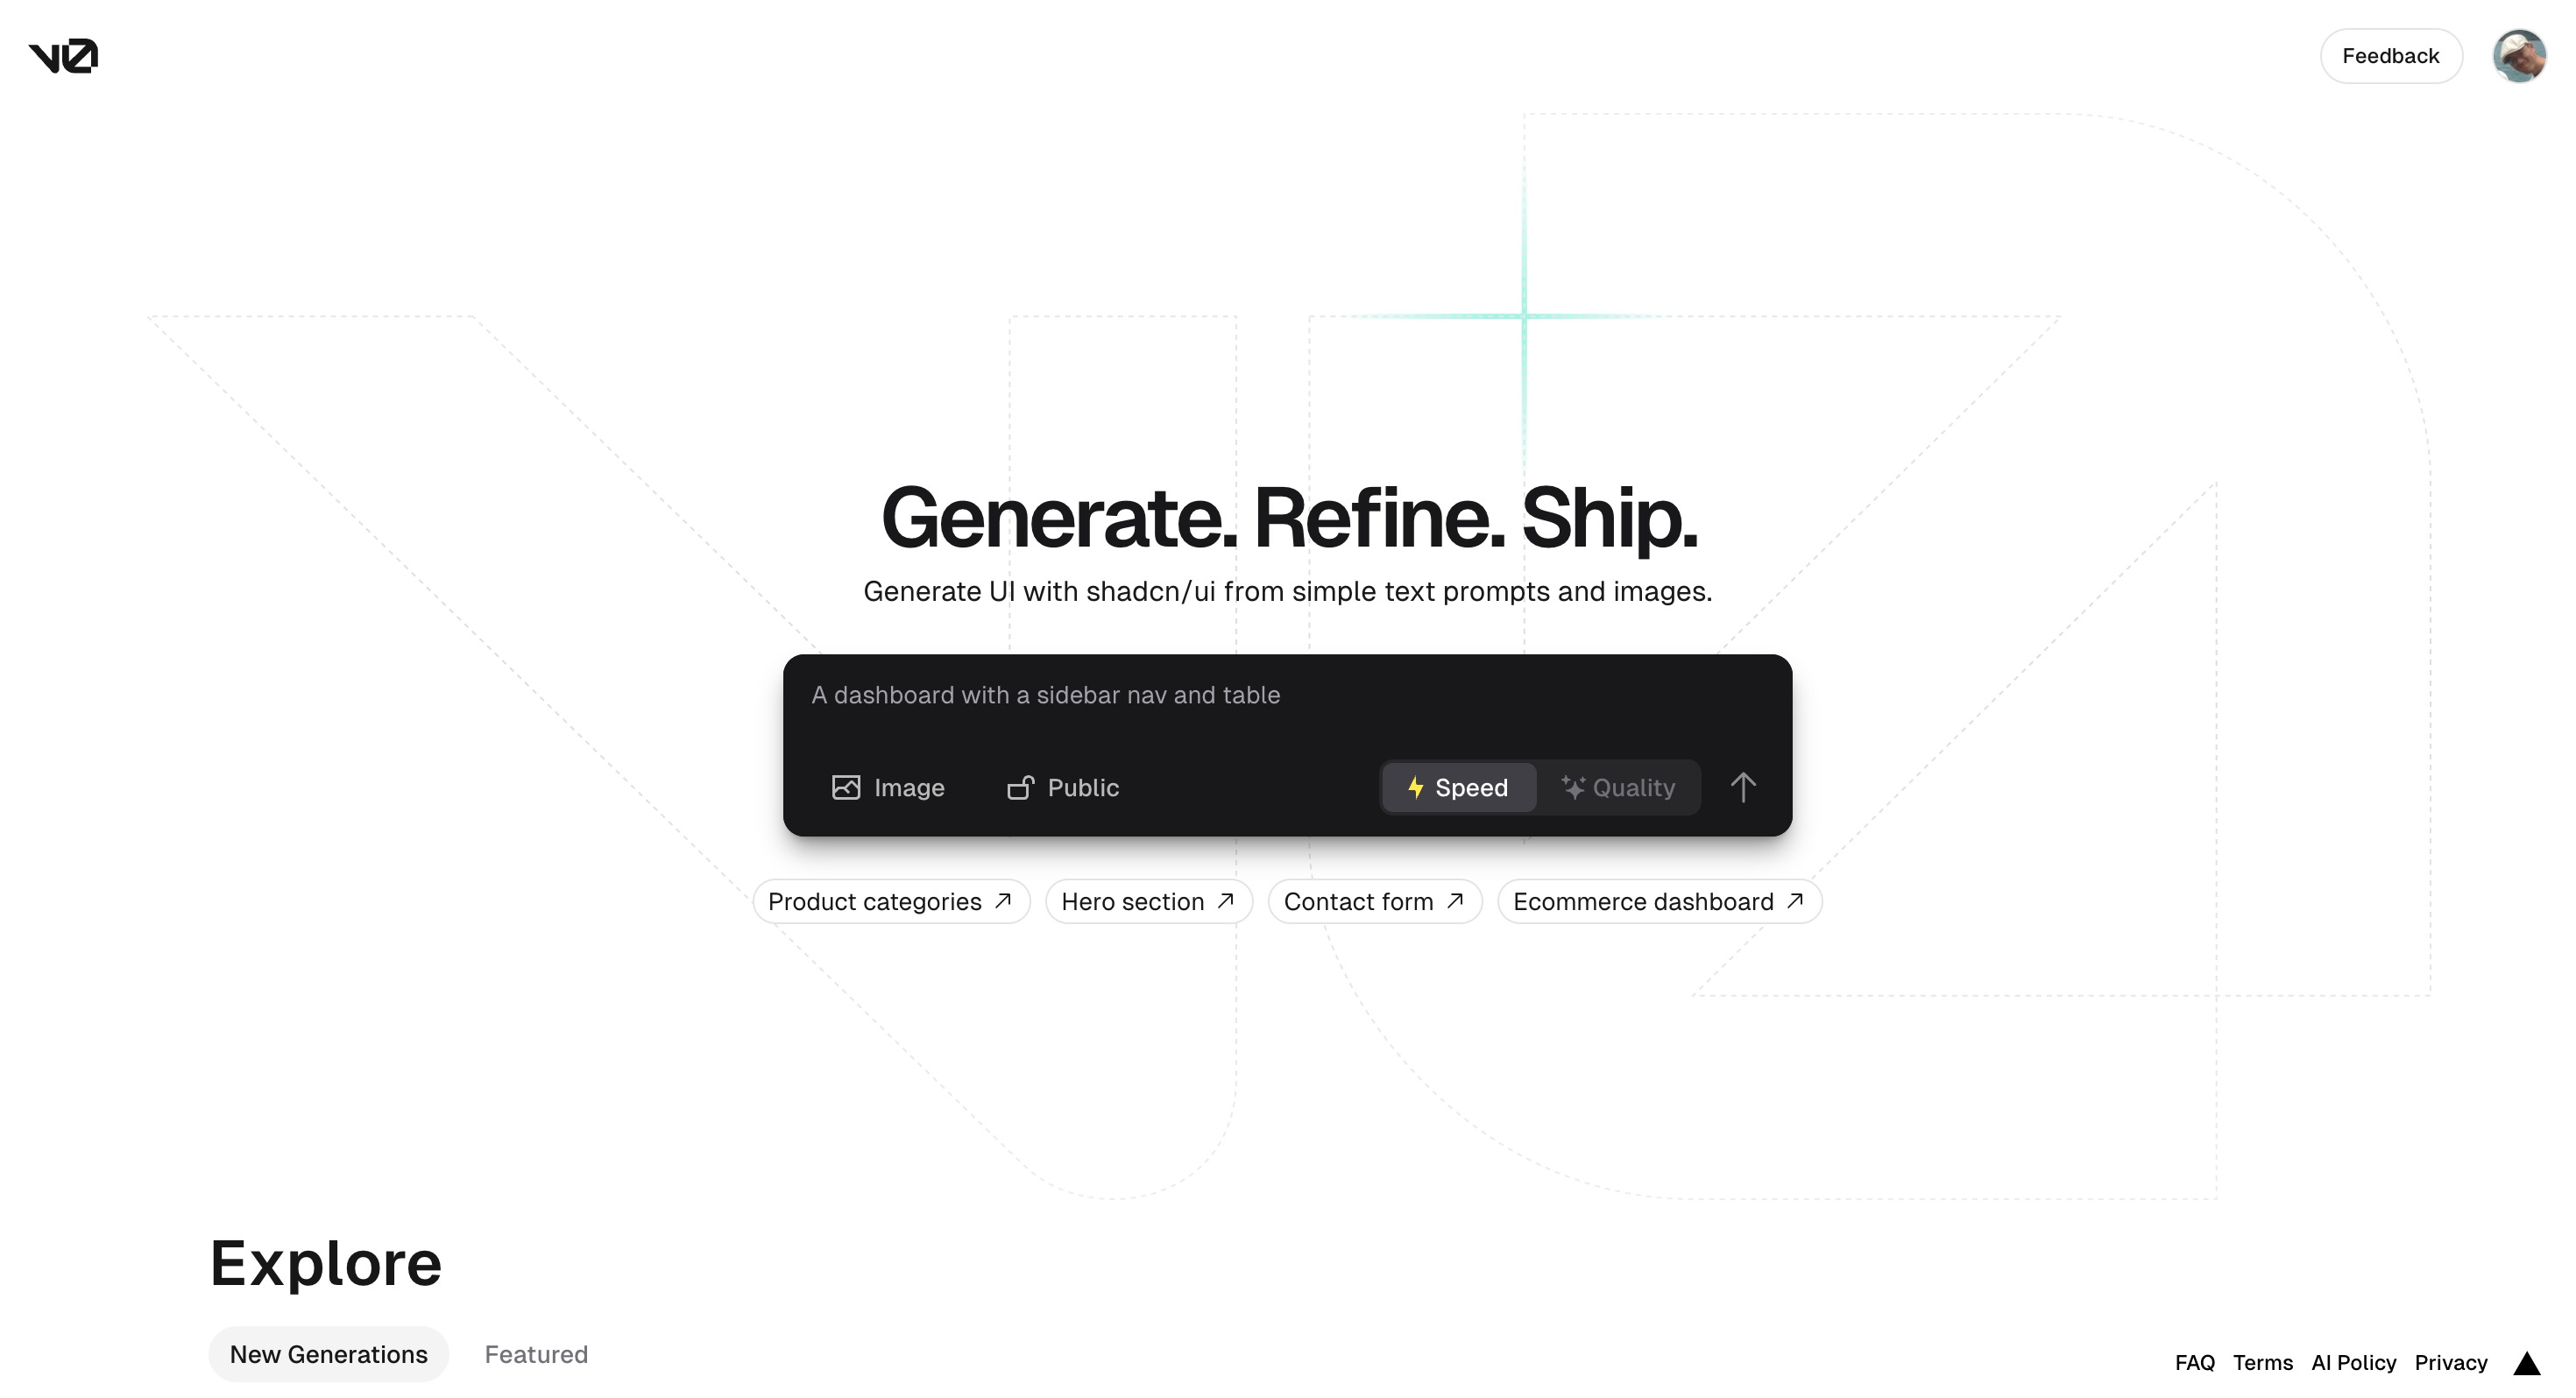 v0
Feedback
Generate. Refine. Ship.
Generate UI with shadcn/ui from simple text prompts and images.
A dashboard with a sidebar nav and table
Image Public Speed Quality
Product categories Hero section Contact form Ecommerce dashboard
Explore
New Generations Featured
FAQ Terms AI Policy Privacy